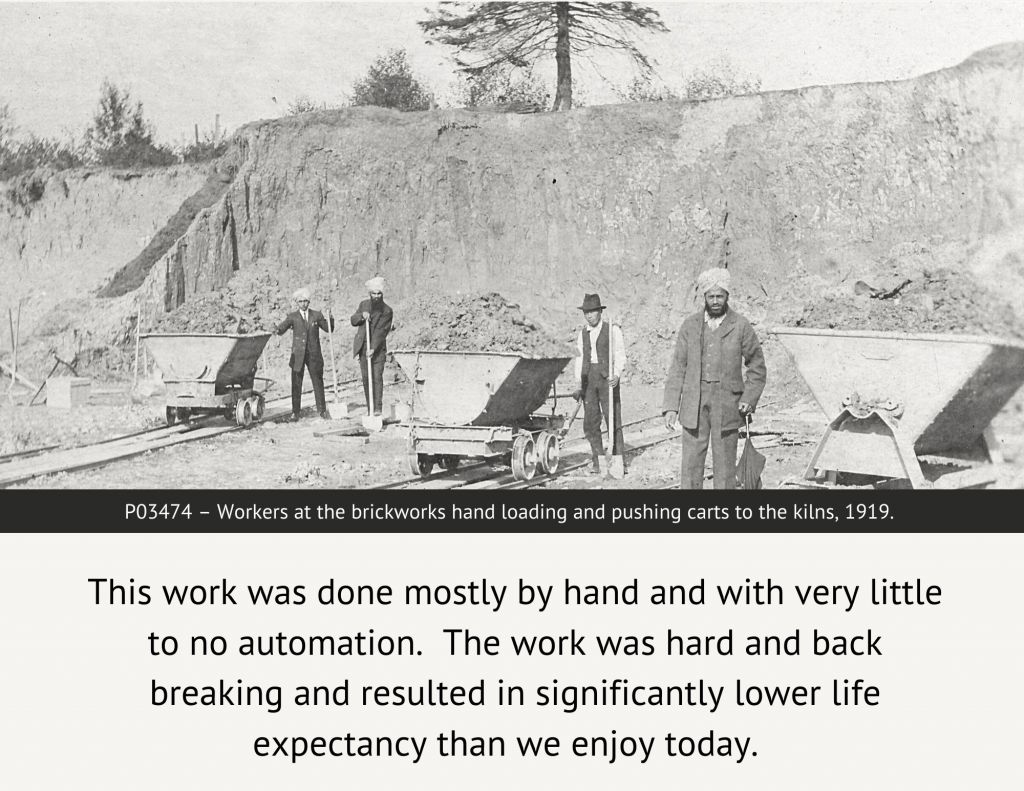 P03474 – Workers at the brickworks hand loading and pushing carts to the kilns, 1919.
This work was done mostly by hand and with very little
to no automation.  The work was hard and back
breaking and resulted in significantly lower life
expectancy than we enjoy today.